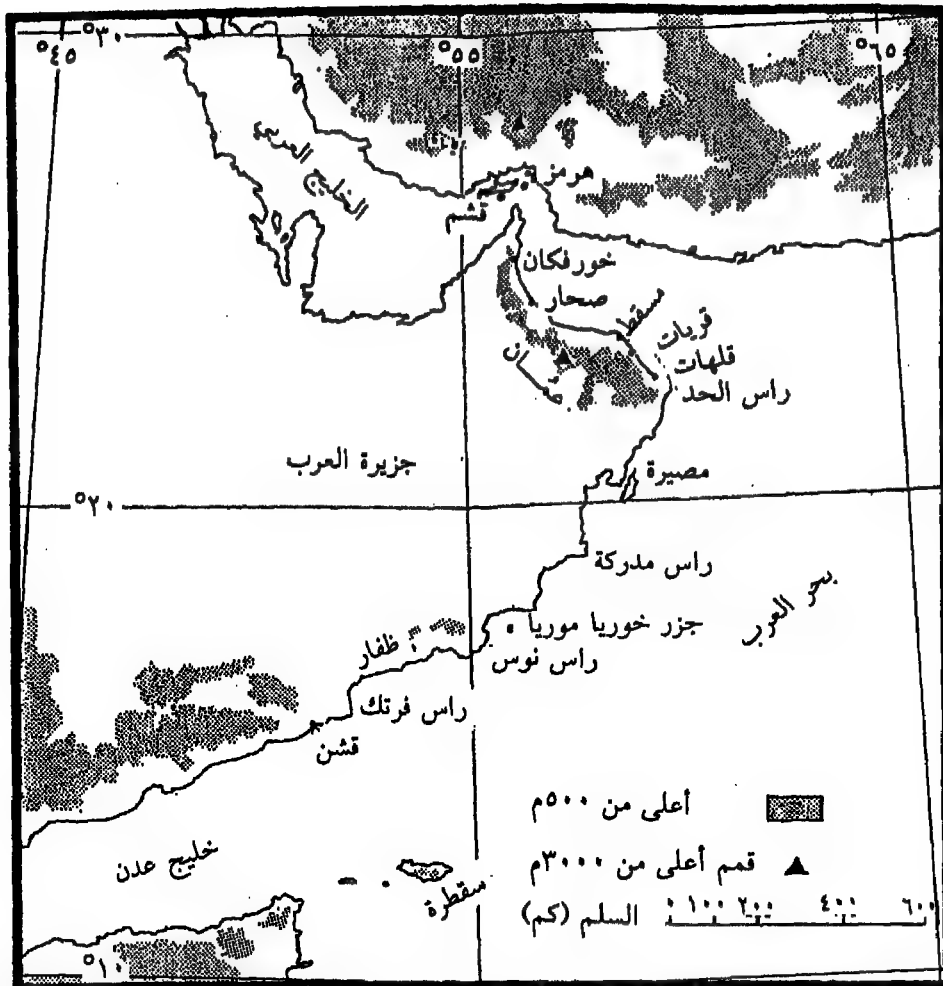 ٣٠°
٤٥°
٥٥°
٦٥°
الخليج العربي
هرمز
قشم
خورفكان
صحار
مسقط
قريات
قلهات
راس الحد
عُمان
جزيرة العرب
مصيرة
٢٠°
راس مدركة
بحر العرب
جزر خوريا موريا
راس نوس
ظفار
راس فرتك
قشن
خليج عدن
سقطرة
١٠°
أعلى من ٥٠٠م
قمم أعلى من ٣٠٠٠م
السلم (كم)
٠ ١٠٠ ٢٠٠ ٤٠٠ ٦٠٠